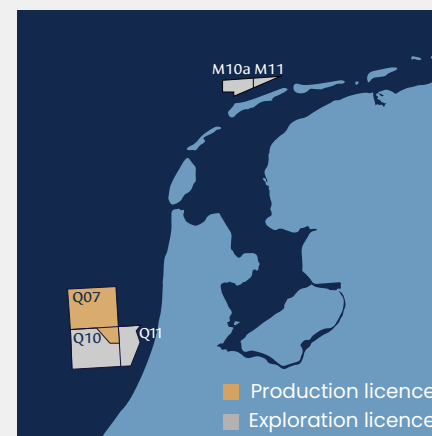 M10a M11
Q07
Q10
Q11
Production licence
Exploration licence